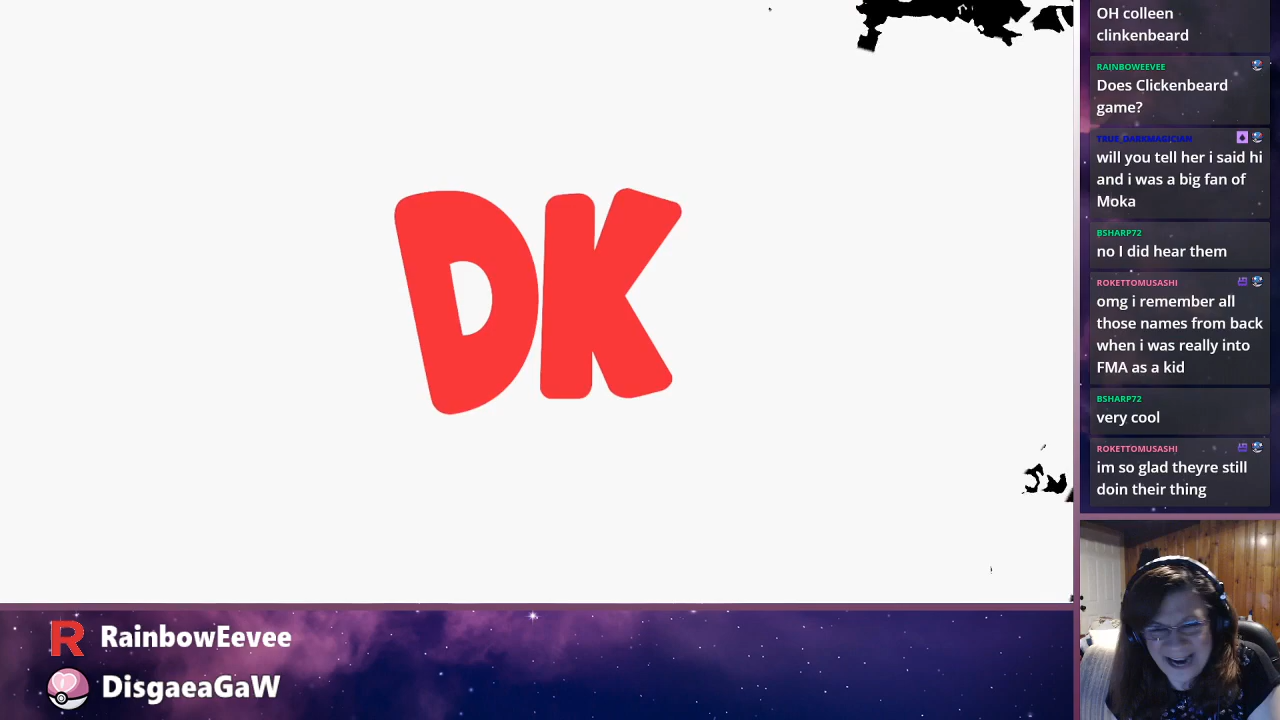 DK
OH colleen
clinkenbeard
RAINBOWEEVEE
Does Clickenbeard
game?
TRUE_DARKMAGICIAN
will you tell her i said hi
and i was a big fan of
Moka
BSHARP72
no I did hear them
ROKETTOMUSASHI
omg i remember all
those names from back
when i was really into
FMA as a kid
BSHARP72
very cool
ROKETTOMUSASHI
im so glad theyre still
doin their thing
R RainbowEevee
DisgaeaGaW